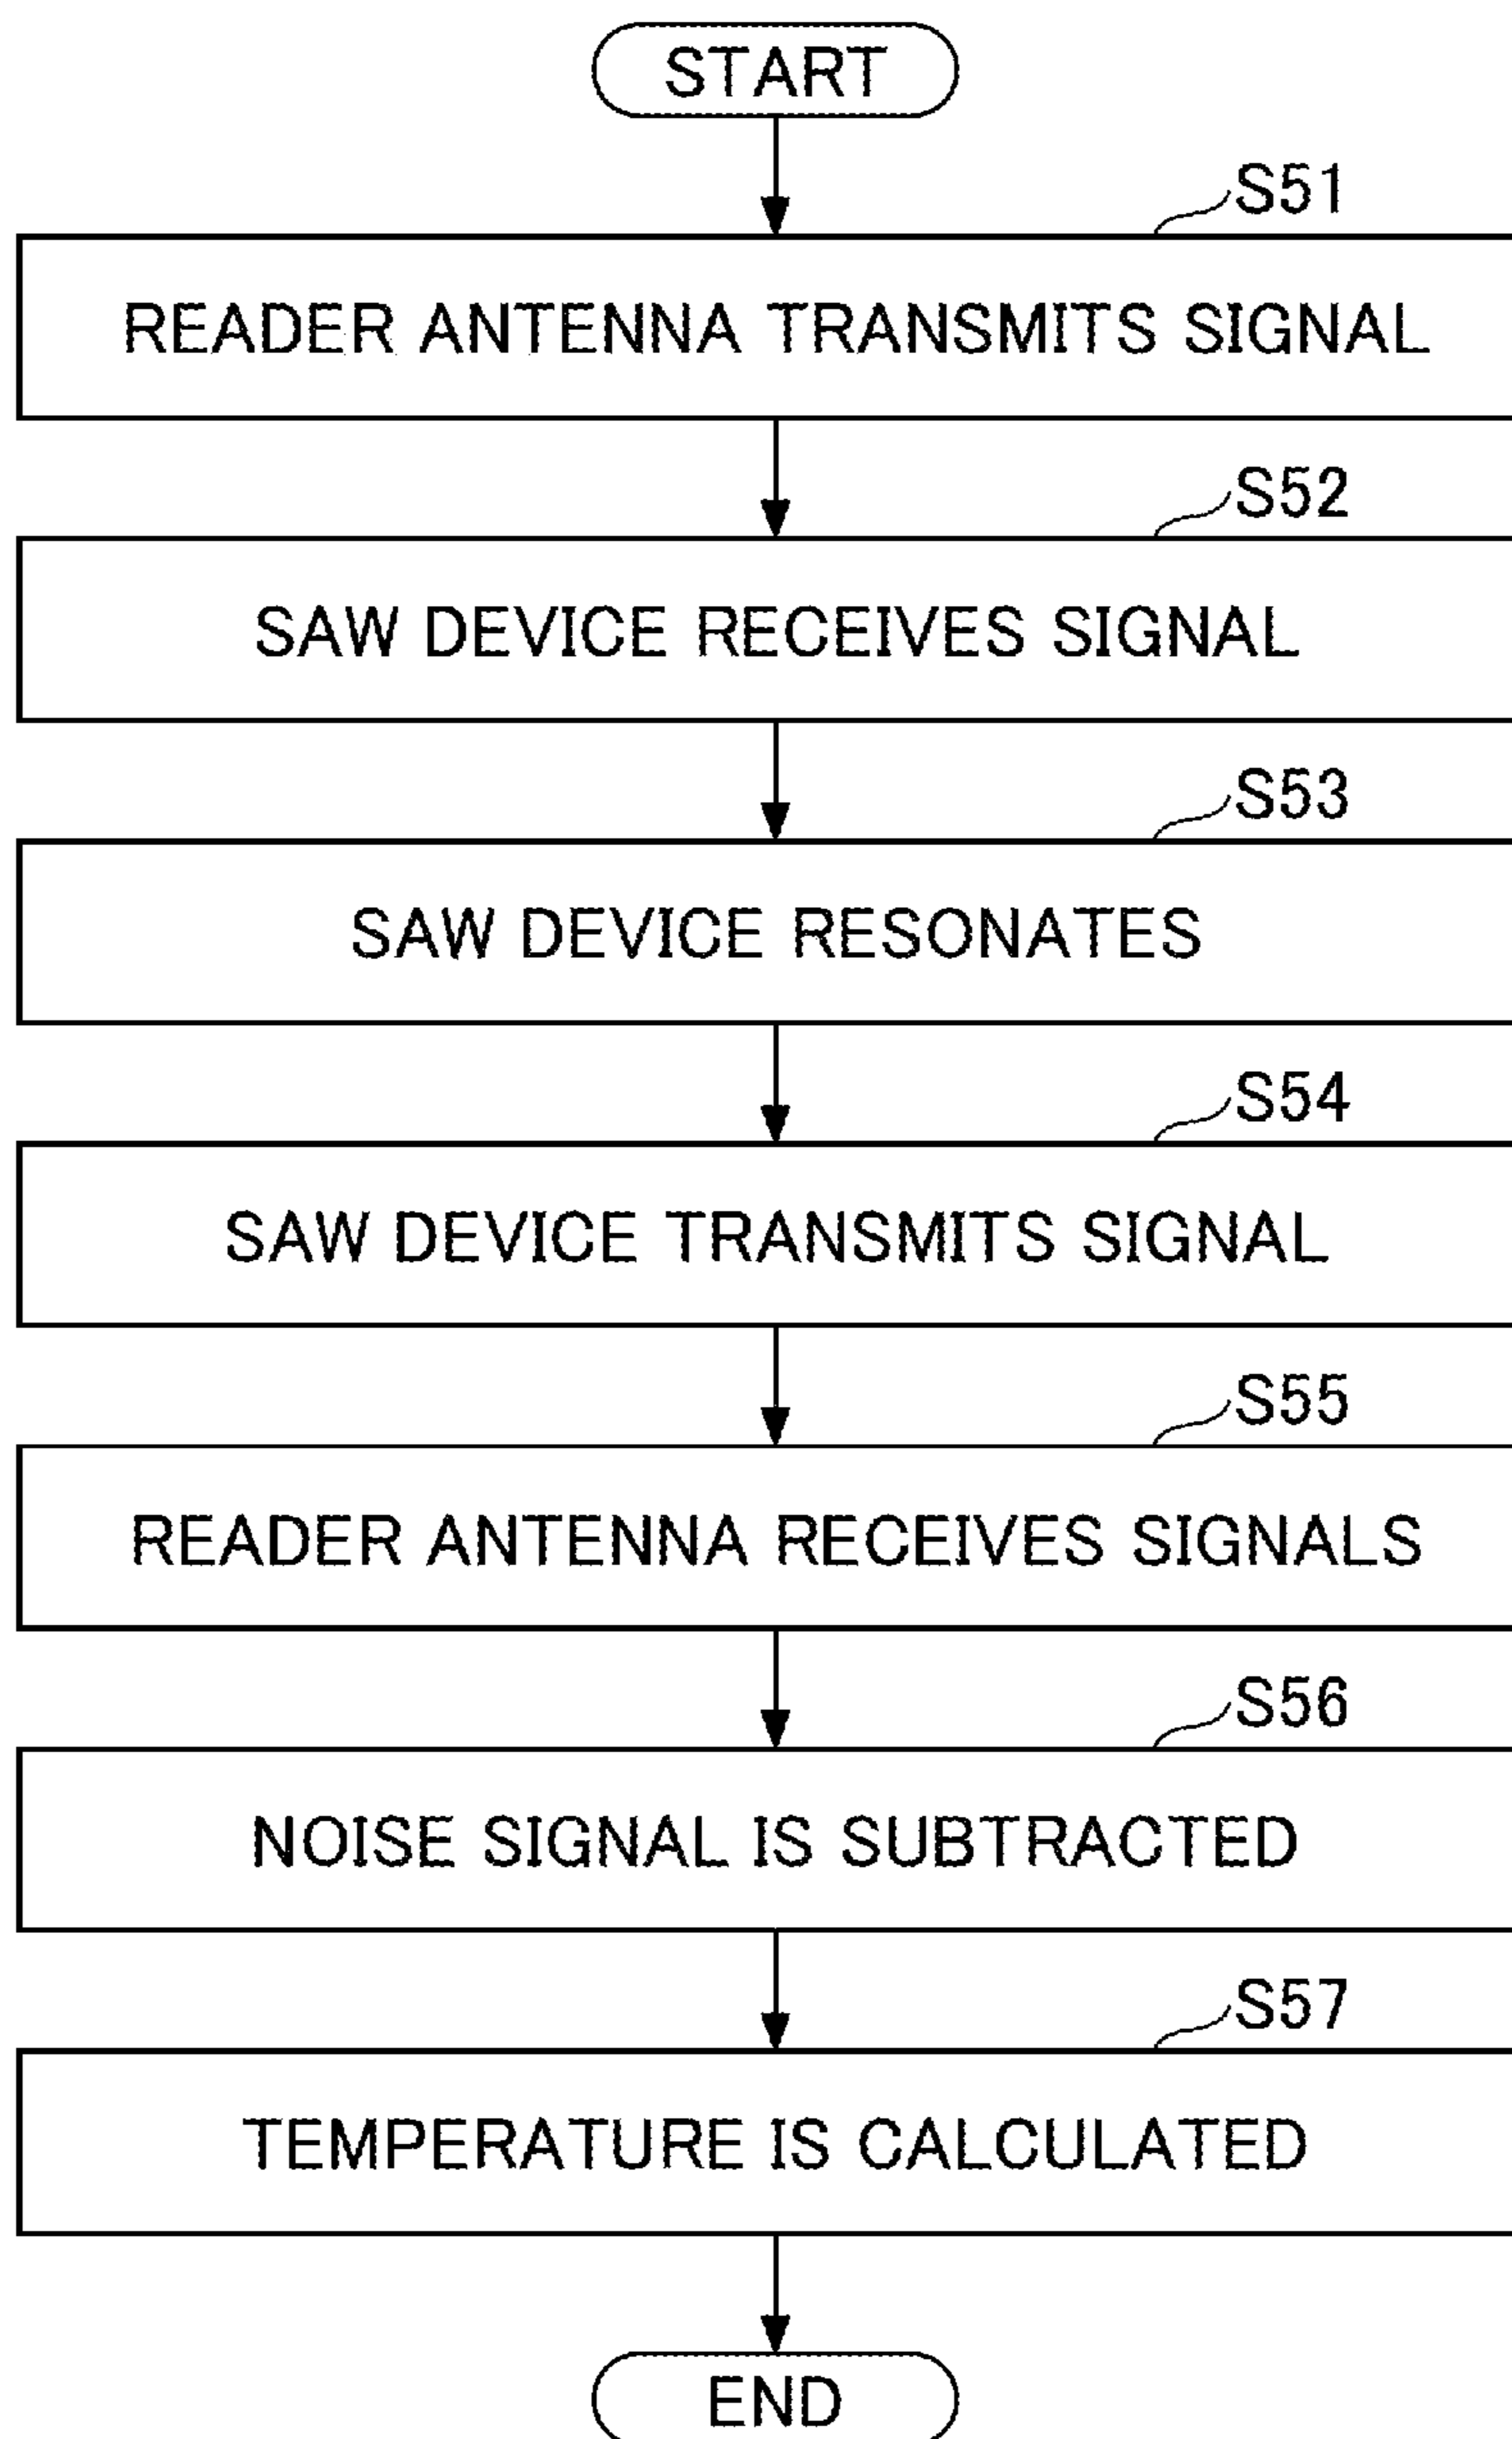 START
S51
READER ANTENNA TRANSMITS SIGNAL
S52
SAW DEVICE RECEIVES SIGNAL
S53
SAW DEVICE RESONATES
S54
SAW DEVICE TRANSMITS SIGNAL
S55
READER ANTENNA RECEIVES SIGNALS
S56
NOISE SIGNAL IS SUBTRACTED
S57
TEMPERATURE IS CALCULATED
END